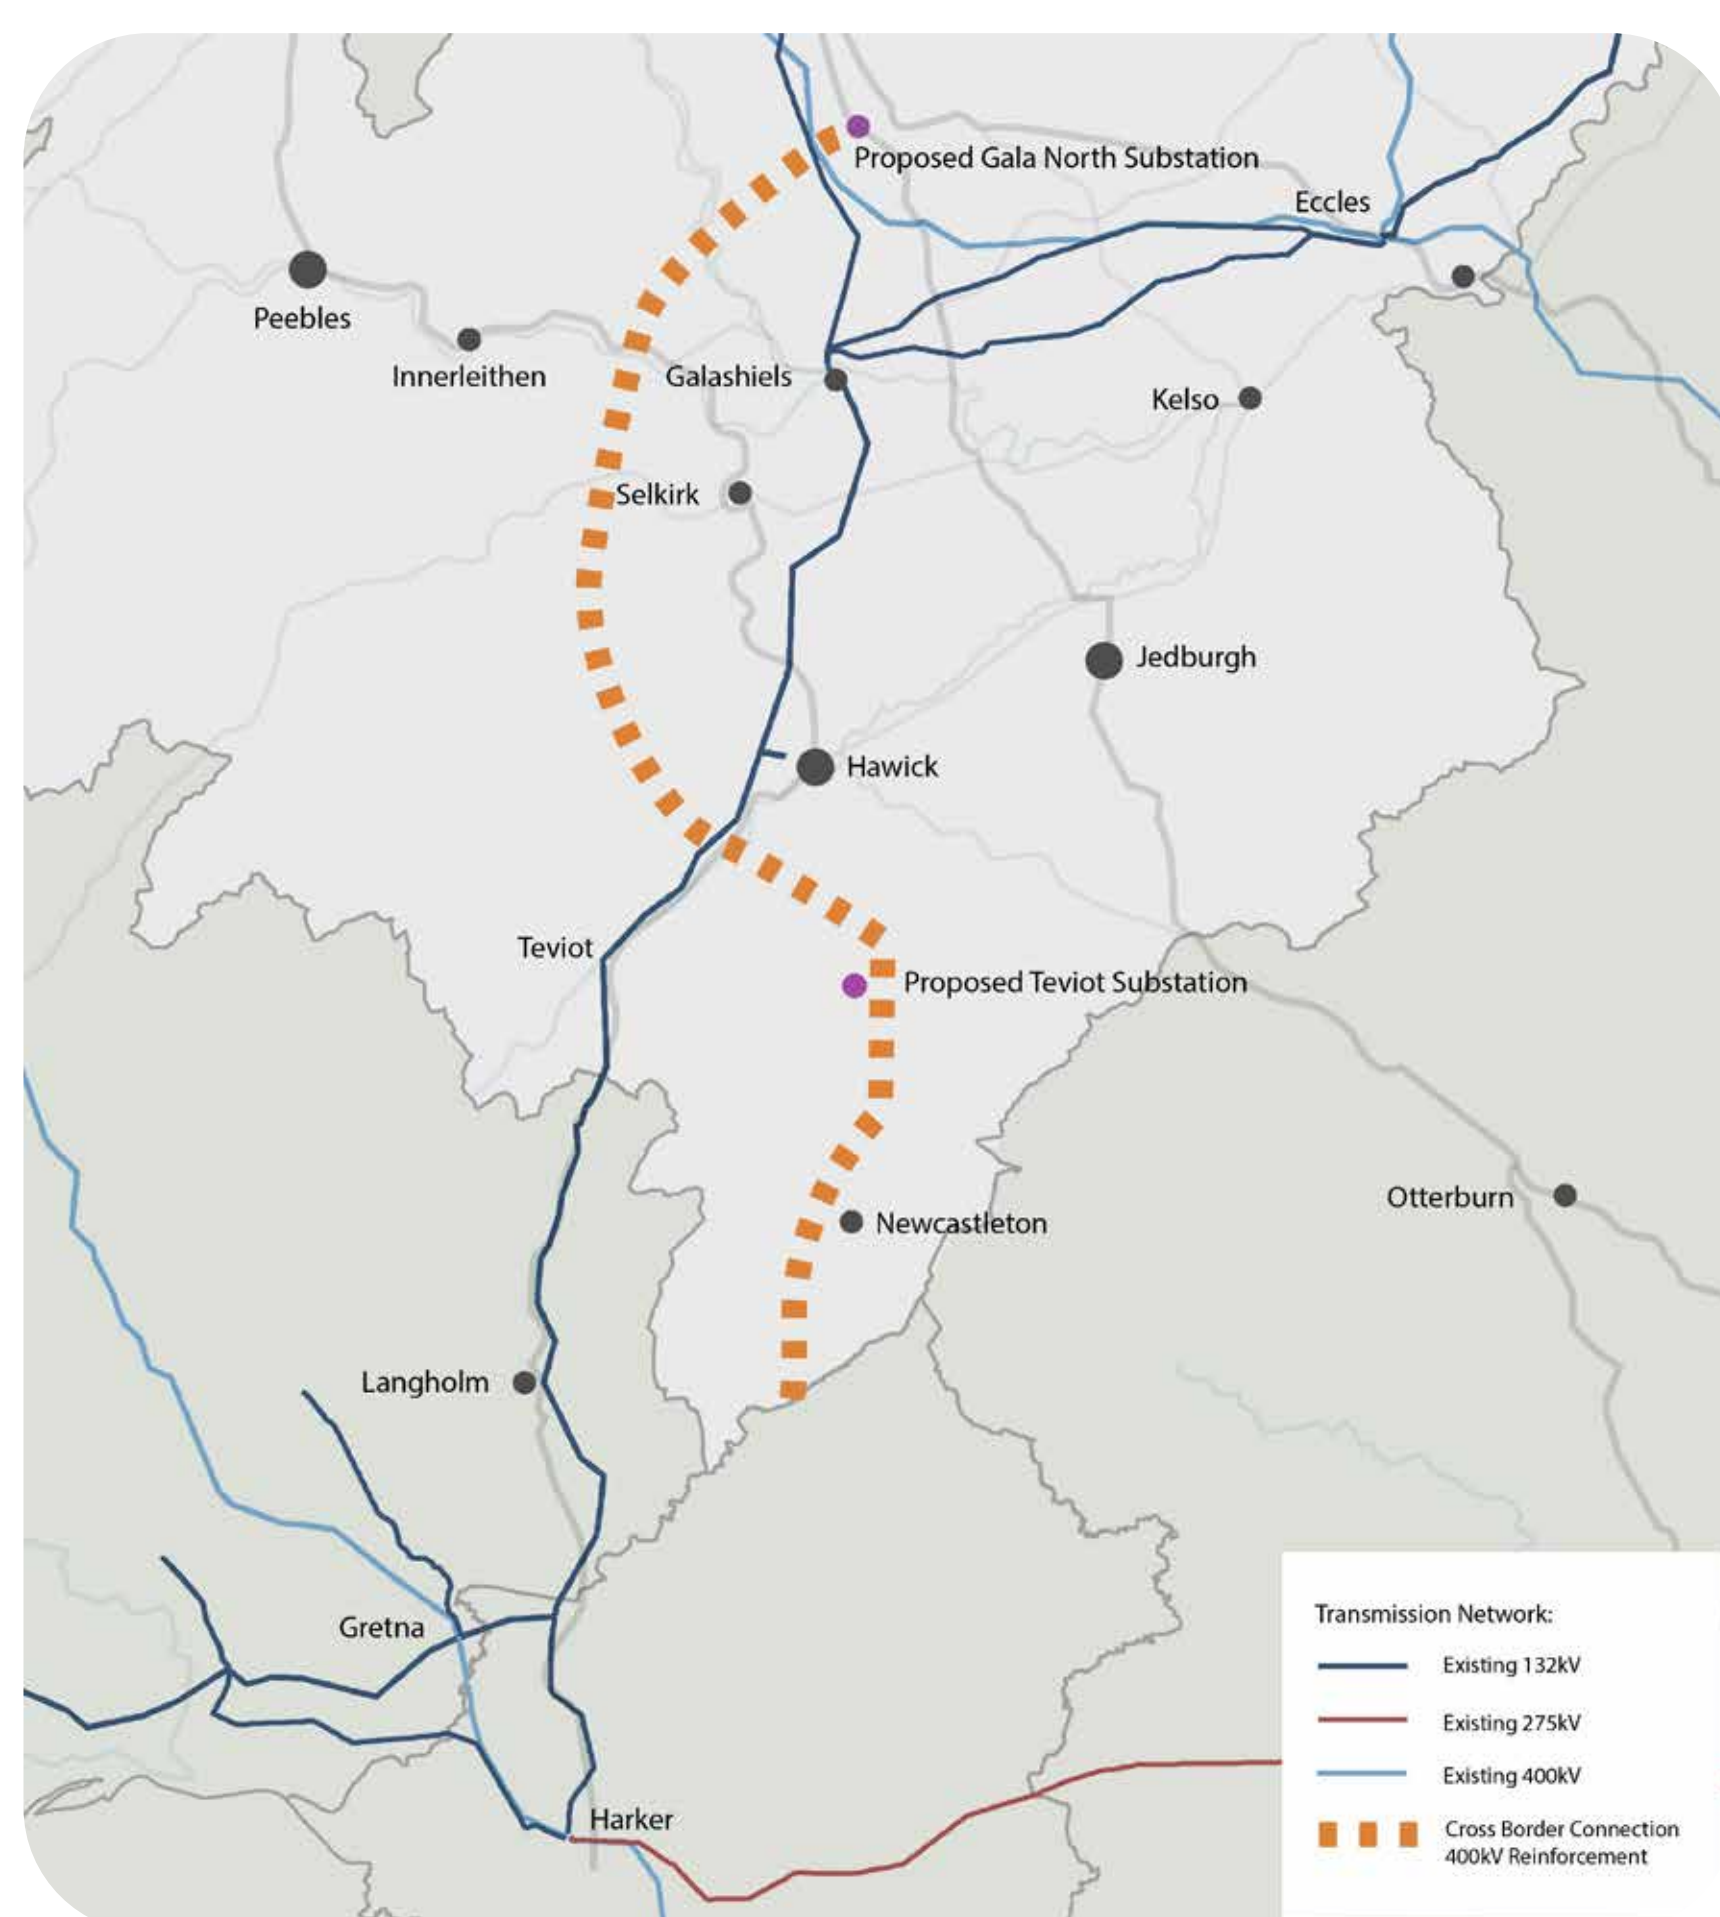 Proposed Gala North Substation
Eccles
Peebles
Innerleithen
Galashiels
Kelso
Selkirk
Jedburgh
Hawick
Teviot
Proposed Teviot Substation
Otterburn
Newcastleton
Langholm
Gretna
Harker
Transmission Network:
Existing 132kV
Existing 275kV
Existing 400kV
Cross Border Connection
400kV Reinforcement